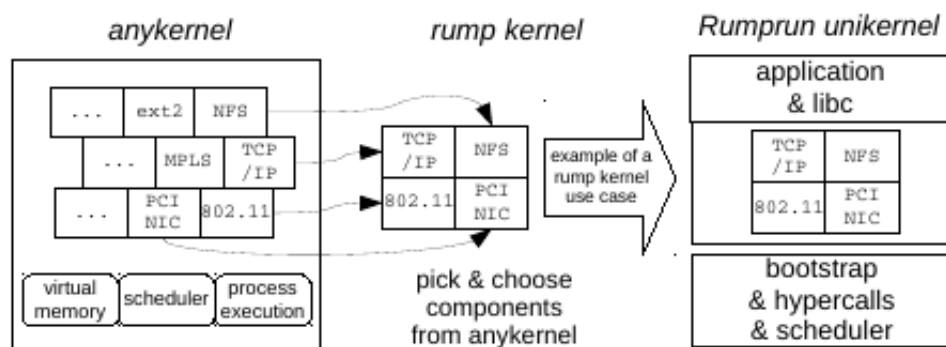 anykernel
rump kernel
Rumprun unikernel
... ext2 NFS
... MPLS TCP
/IP
... PCI
NIC 802.11
virtual
memory
scheduler
process
execution
TCP
/IP NFS
802.11 PCI
NIC
pick & choose
components
from anykernel
example of a
rump kernel
use case
application
& libc
TCP
/IP NFS
802.11 PCI
NIC
bootstrap
& hypercalls
& scheduler